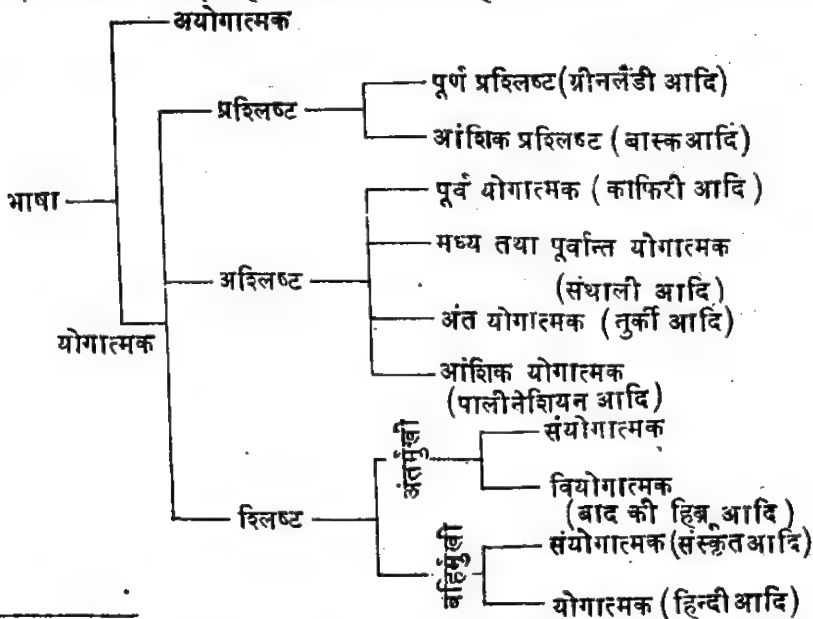 अयोगात्मक
पूर्ण प्रश्लिष्ट (ग्रीनलैंडी आदि)
प्रश्लिष्ट
आंशिक प्रश्लिष्ट (बास्क आदि)
पूर्व योगात्मक (काफिरी आदि)
भाषा
मध्य तथा पूर्वान्त योगात्मक
अश्लिष्ट
(संथाली आदि)
अंत योगात्मक (तुर्की आदि)
योगात्मक
आंशिक योगात्मक
(पालीनेशियन आदि)
अंतर्मुखी
संयोगात्मक
वियोगात्मक
(बाद की हिब्रू आदि)
श्लिष्ट
संयोगात्मक (संस्कृत आदि)
बहिर्मुखी
योगात्मक (हिन्दी आदि)